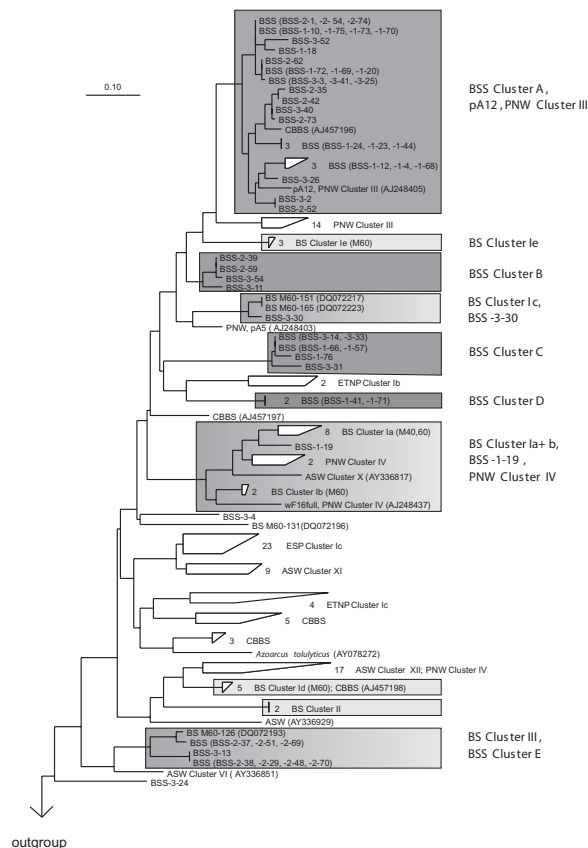 BSS (BSS-2-1, -2- 54, -2-74)
BSS (BSS-1-10, -1-75, -1-73, -1-70)
BSS-3-52
BSS-1-18
BSS-2-62
BSS (BSS-1-72, -1-69, -1-20)
BSS (BSS-3-3, -3-41, -3-25)
BSS-2-35
BSS-2-42
BSS-3-40
BSS-2-73
CBBS (AJ457196)
3 BSS (BSS-1-24, -1-23, -1-44)
3 BSS (BSS-1-12, -1-4, -1-68)
BSS-3-26
pA12, PNW Cluster III (AJ248405)
BSS-3-2
BSS-2-52
BSS Cluster A ,
pA12 , PNW Cluster III
0.10
14 PNW Cluster III
3 BS Cluster Ie (M60)
BS Cluster Ie
BSS-2-39
BSS-2-59
BSS-3-54
BSS-3-11
BSS Cluster B
BS M60-151 (DQ072217)
BS M60-165 (DQ072223)
BSS-3-30
BS Cluster I c,
BSS -3-30
PNW, pA5 ( AJ248403)
BSS (BSS-3-14, -3-33)
BSS (BSS-1-66, -1-57)
BSS-1-76
BSS-3-31
BSS Cluster C
2 ETNP Cluster Ib
2 BSS (BSS-1-41, -1-71)
BSS Cluster D
CBBS (AJ457197)
8 BS Cluster Ia (M40,60)
BSS-1-19
2 PNW Cluster IV
ASW Cluster X (AY336817)
2 BS Cluster Ib (M60)
wF16full, PNW Cluster IV (AJ248437)
BS Cluster Ia+ b,
BSS -1-19 ,
PNW Cluster IV
BSS-3-4
BS M60-131(DQ072196)
23 ESP Cluster Ic
9 ASW Cluster XI
4 ETNP Cluster Ic
5 CBBS
3 CBBS
Azoarcus tolulyticus (AY078272)
17 ASW Cluster XII; PNW Cluster IV
5 BS Cluster Id (M60); CBBS (AJ457198)
2 BS Cluster II
ASW (AY336929)
BS M60-126 (DQ072193)
BSS (BSS-2-37, -2-51, -2-69)
BSS-3-13
BSS (BSS-2-38, -2-29, -2-48, -2-70)
BS Cluster III ,
BSS Cluster E
ASW Cluster VI ( AY336851)
BSS-3-24
outgroup